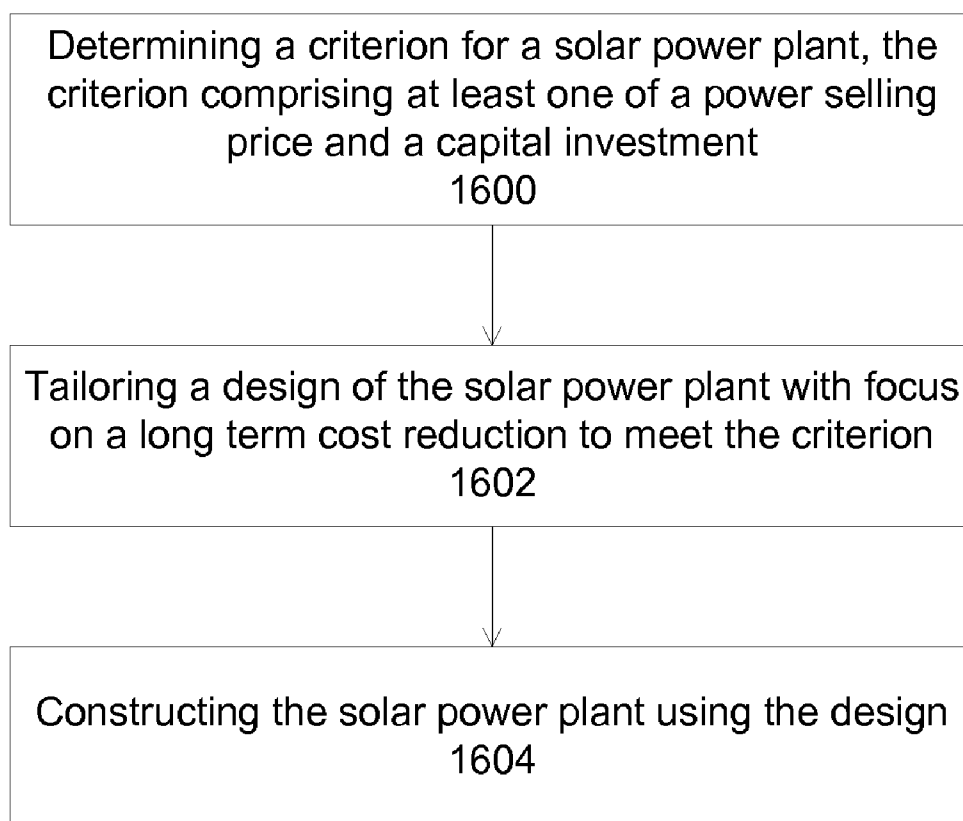 Determining a criterion for a solar power plant, the
criterion comprising at least one of a power selling
price and a capital investment
1600
Tailoring a design of the solar power plant with focus
on a long term cost reduction to meet the criterion
1602
Constructing the solar power plant using the design
1604